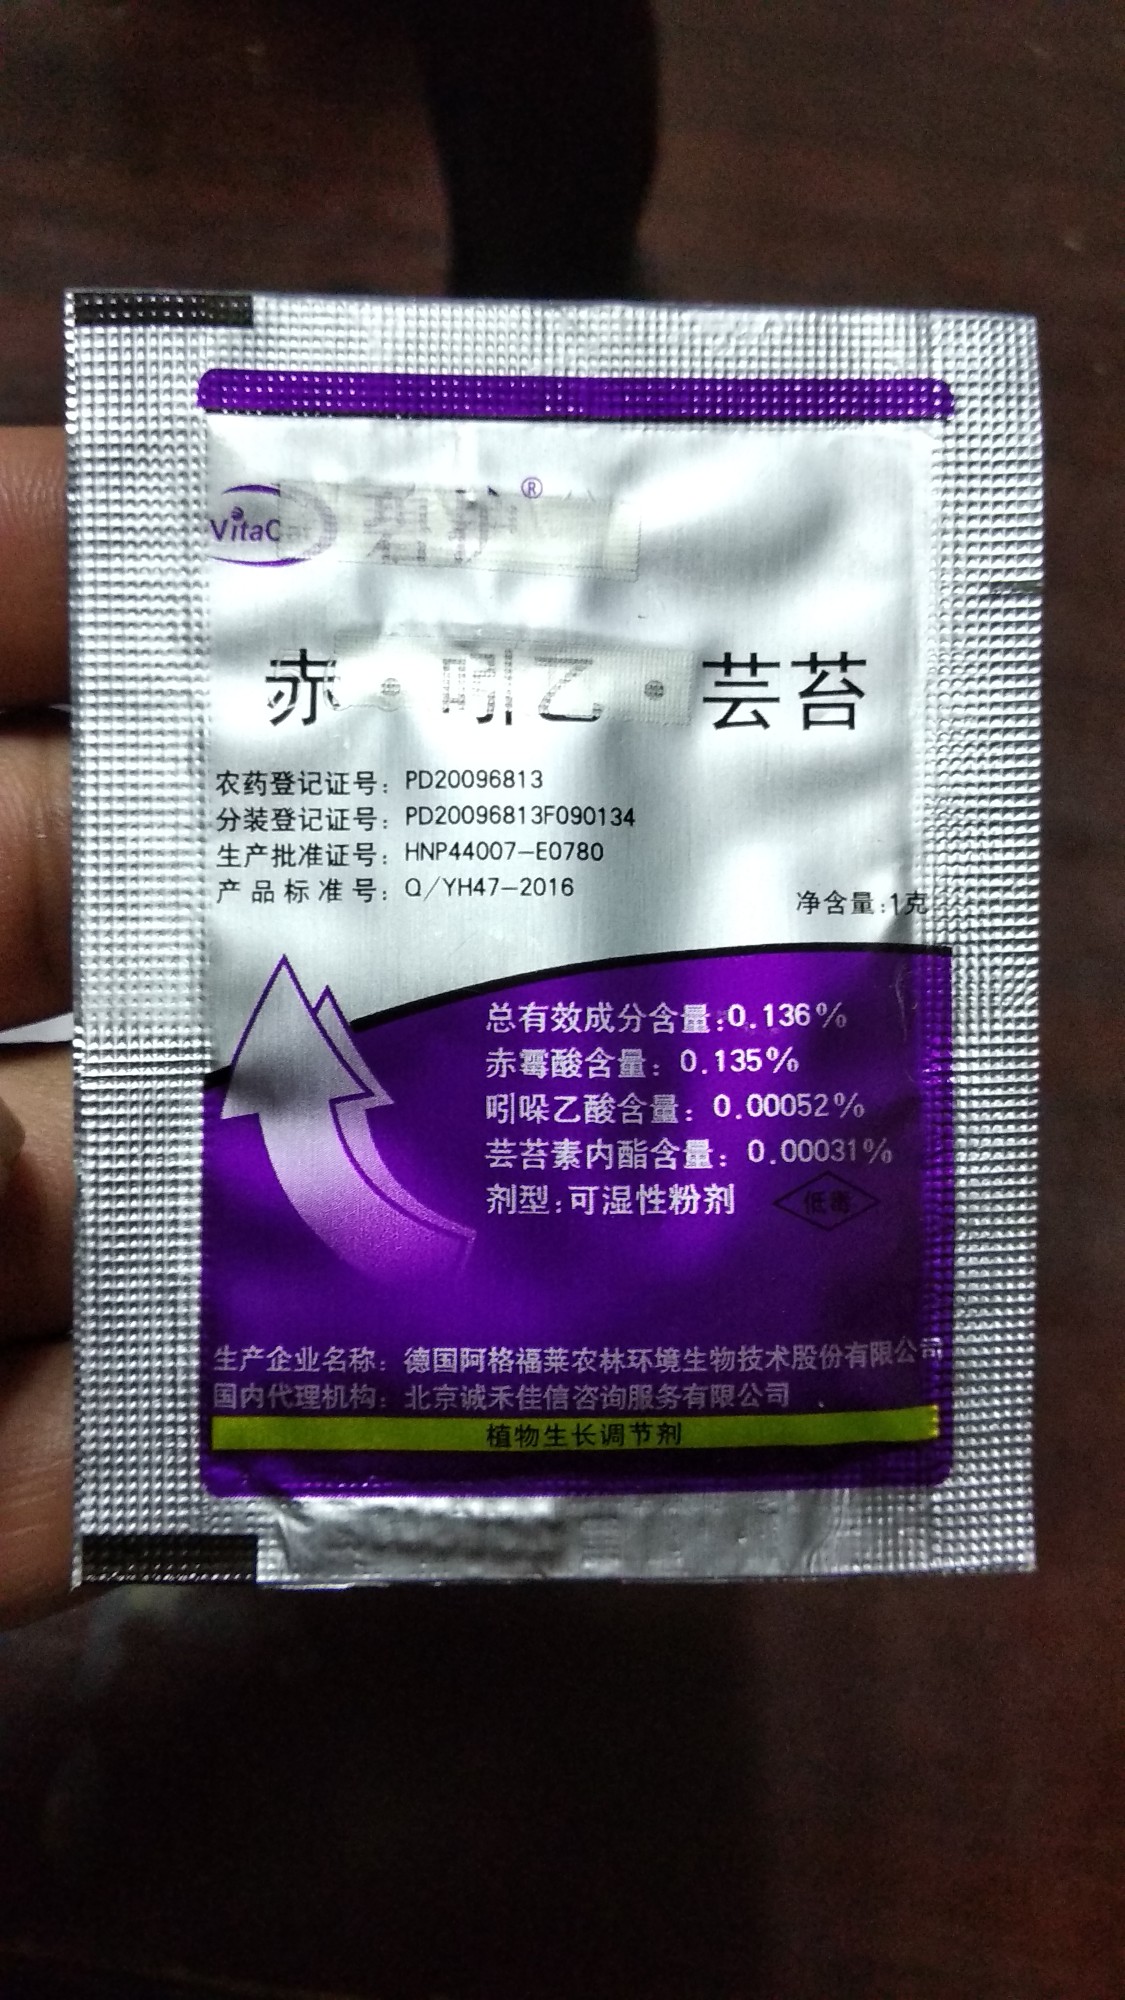 VitaCat 碧护®
赤·吲乙·芸苔
农药登记证号：PD20096813
分装登记证号：PD20096813F090134
生产批准证号：HNP44007-E0780
产品标准号：Q/YH47-2016
净含量:1克
总有效成分含量:0.136%
赤霉酸含量：0.135%
吲哚乙酸含量：0.00052%
芸苔素内酯含量：0.00031%
剂型:可湿性粉剂
低毒
生产企业名称：德国阿格福莱农林环境生物技术股份有限公司
国内代理机构：北京诚禾佳信咨询服务有限公司
植物生长调节剂